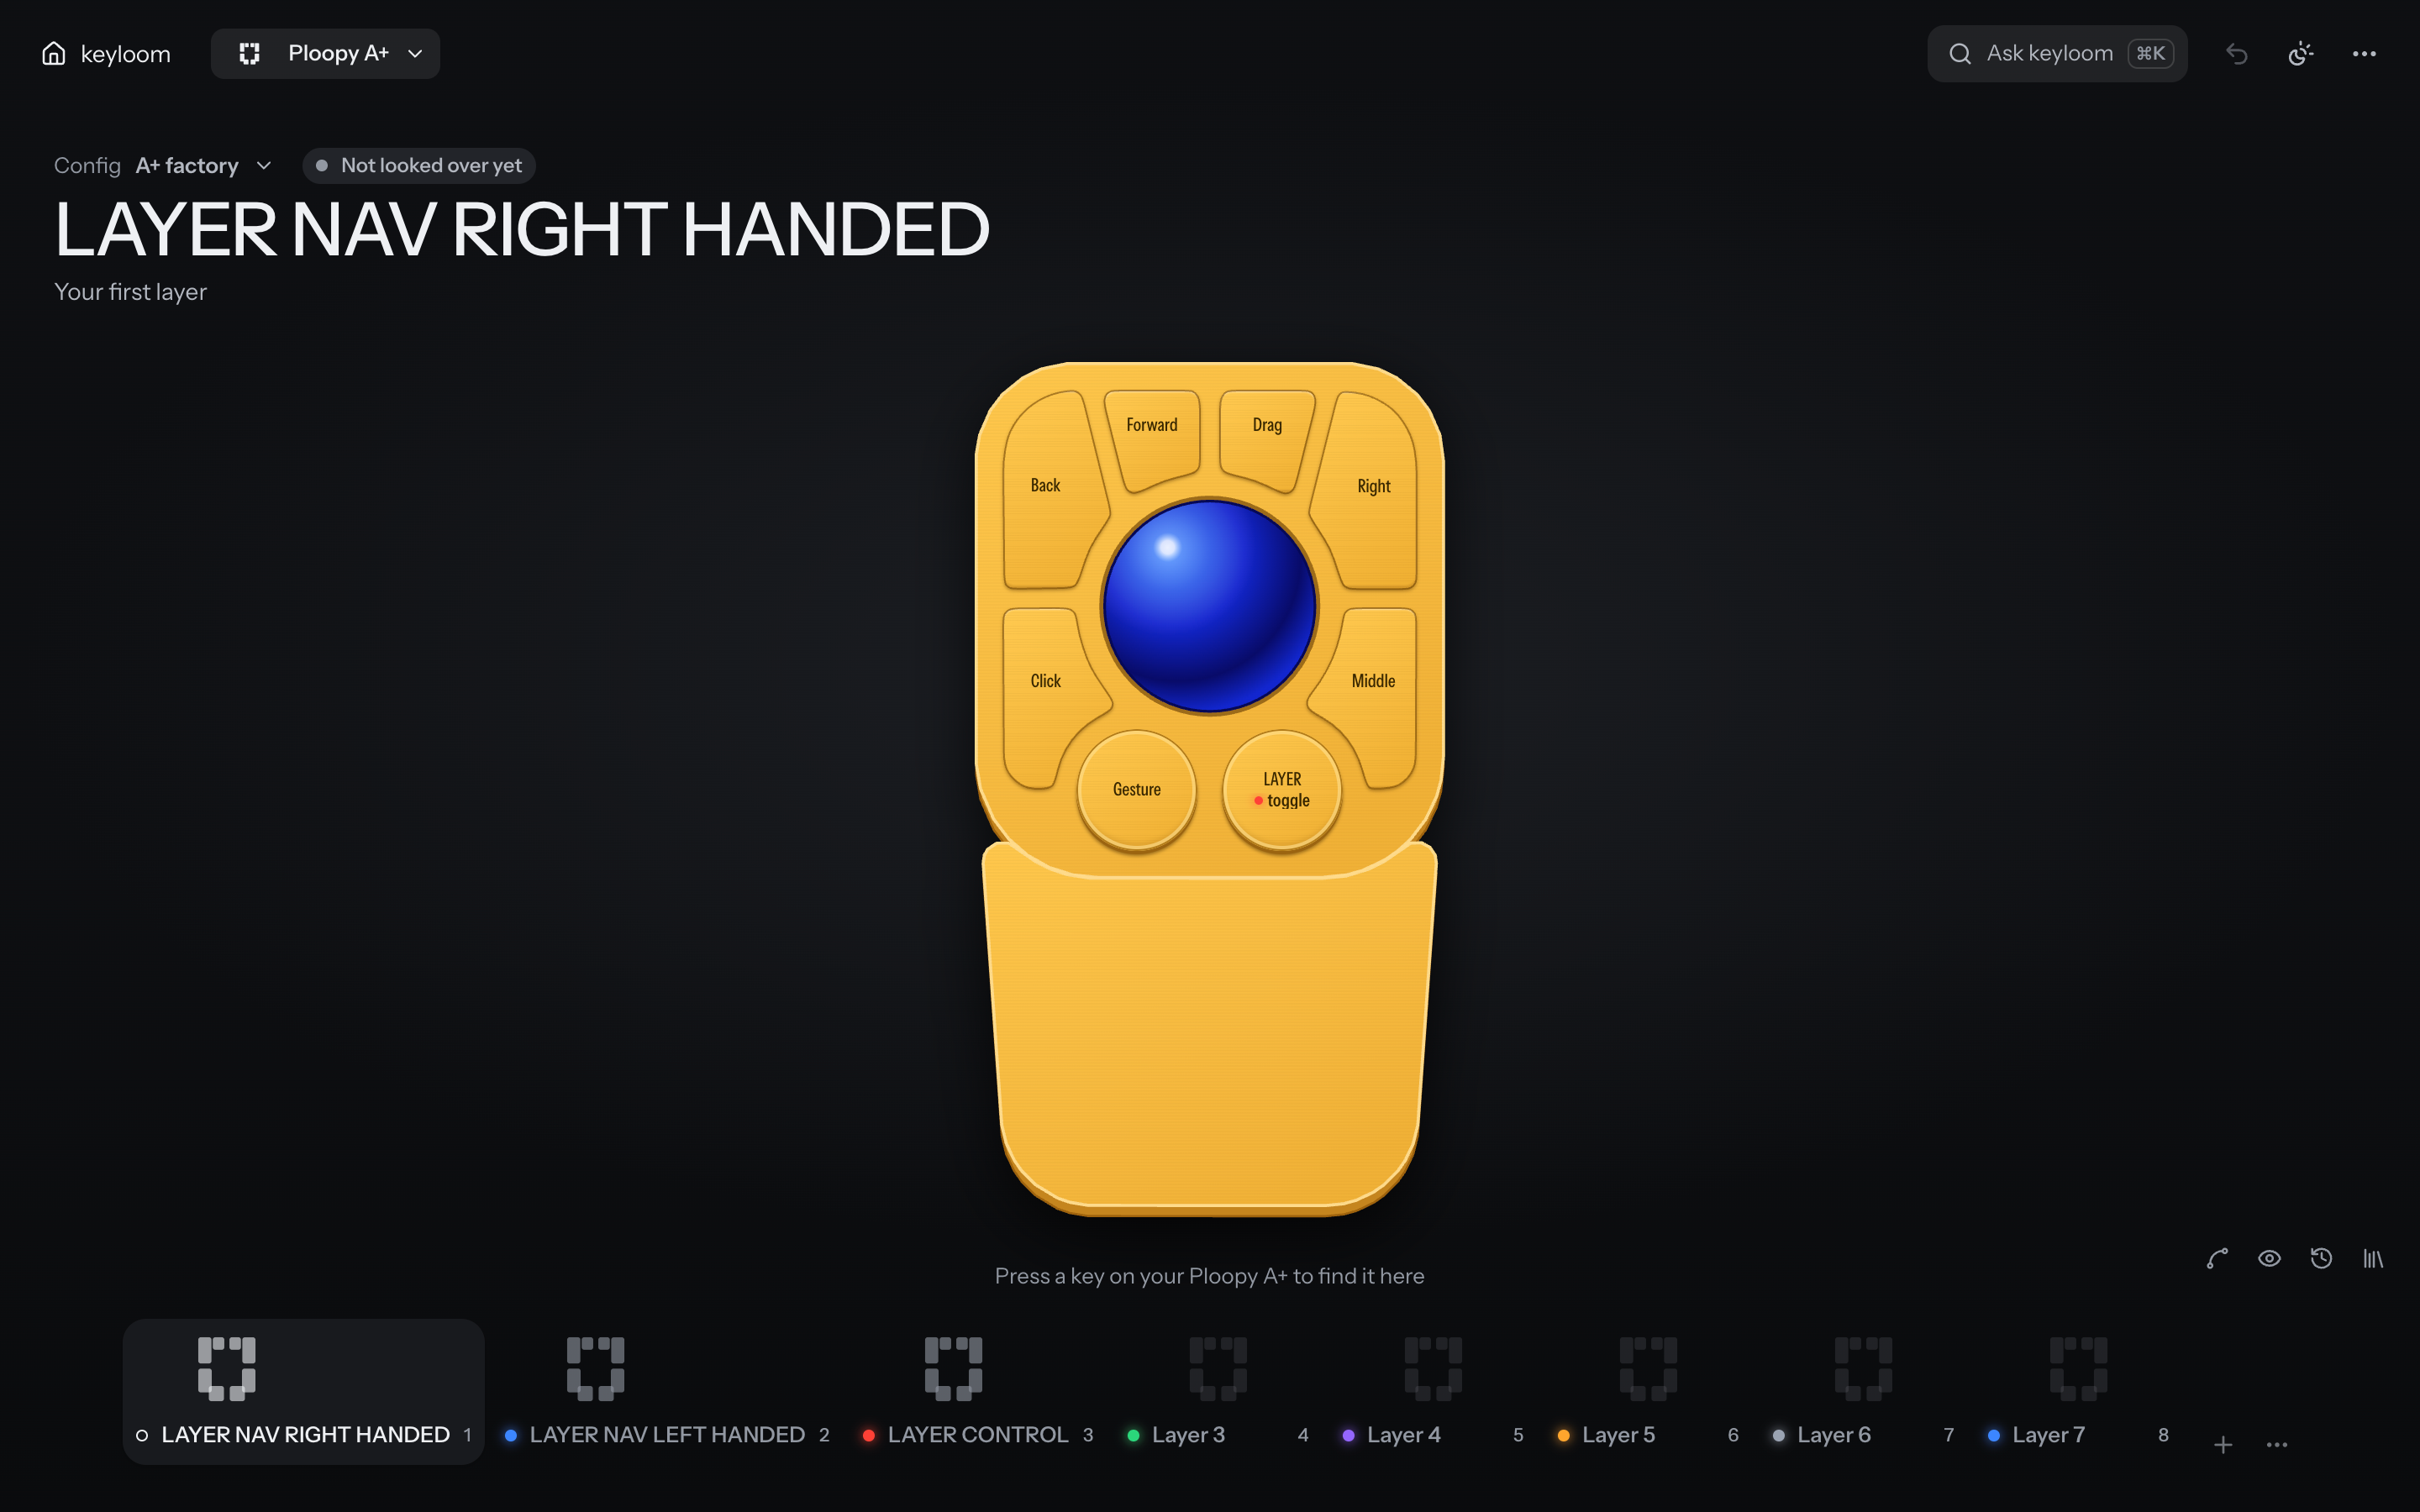 keyloom
Ploopy A+
Ask keyloom ⌘K
Config A+ factory
Not looked over yet
LAYER NAV RIGHT HANDED
Your first layer
Forward
Drag
Back
Right
Click
Middle
Gesture
LAYER
toggle
Press a key on your Ploopy A+ to find it here
LAYER NAV RIGHT HANDED 1
LAYER NAV LEFT HANDED 2
LAYER CONTROL 3
Layer 3 4
Layer 4 5
Layer 5 6
Layer 6 7
Layer 7 8